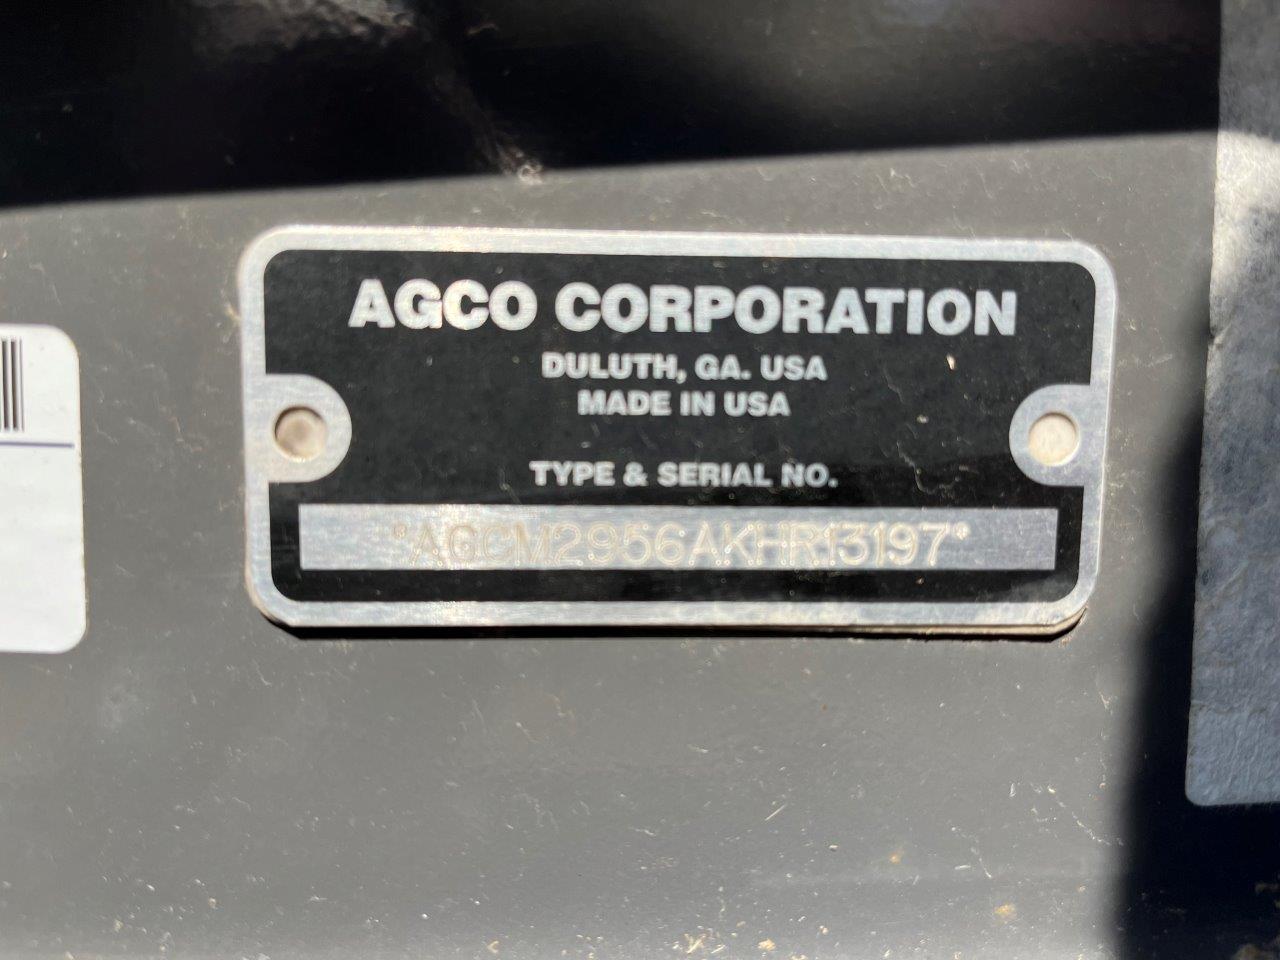 AGCO CORPORATION
DULUTH, GA. USA
MADE IN USA
TYPE & SERIAL NO.
*AGCM2956AKHR13197*